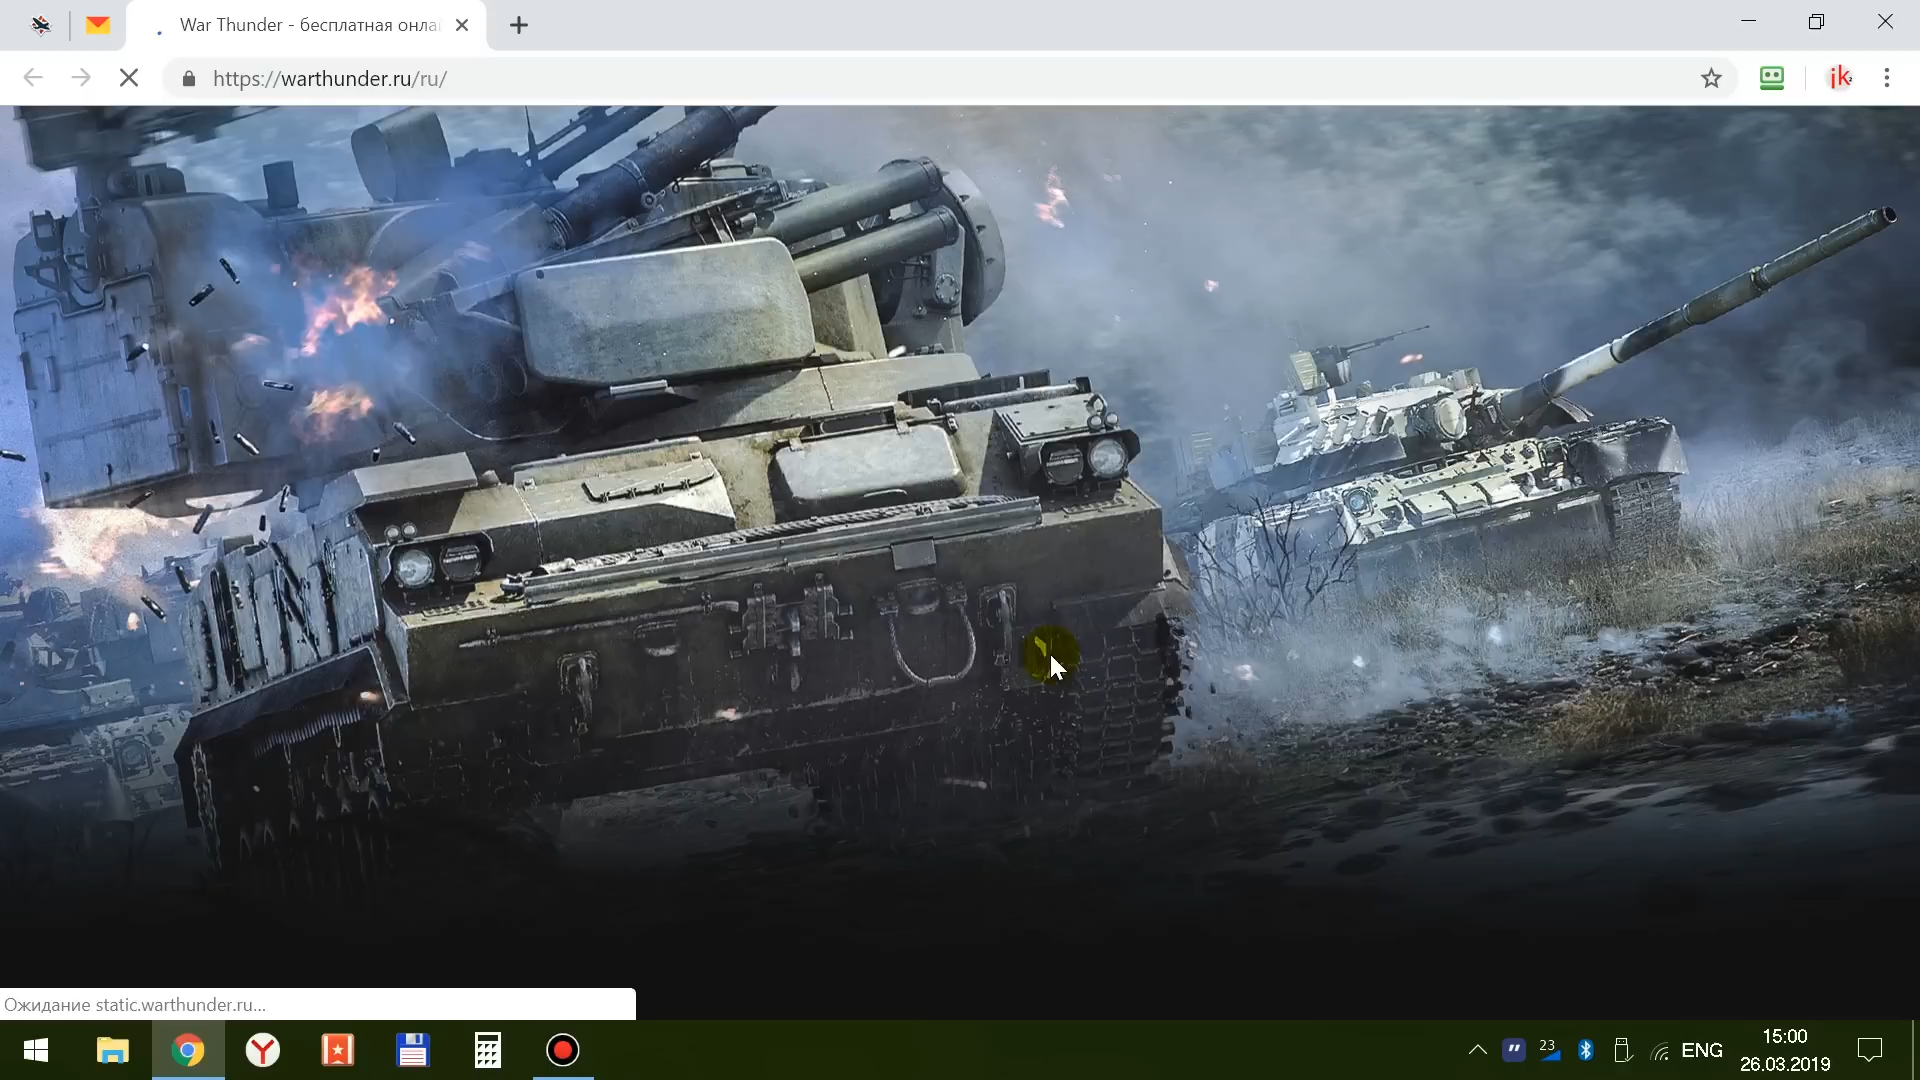 War Thunder - бесплатная онла
https://warthunder.ru/ru/
jk
Ожидание static.warthunder.ru...
23
ENG
15:00
26.03.2019